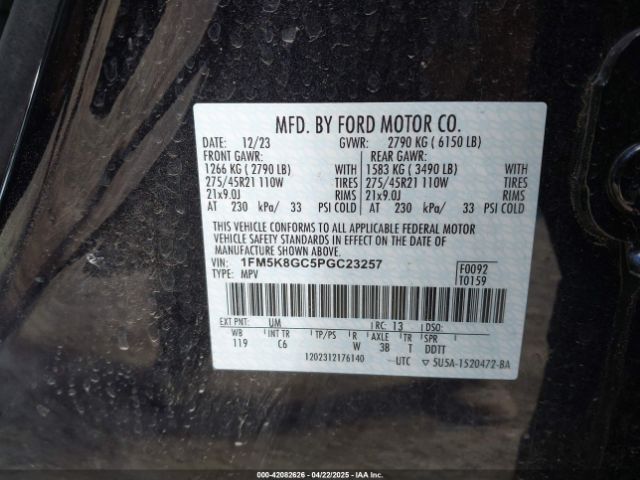 MFD. BY FORD MOTOR CO.
DATE: 12/23 GVWR: 2790 KG ( 6150 LB)
FRONT GAWR: REAR GAWR:
1266 KG ( 2790 LB) WITH 1583 KG ( 3490 LB) WITH
275/45R21 110W TIRES 275/45R21 110W TIRES
21x9.0J RIMS 21x9.0J RIMS
AT 230 kPa/ 33 PSI COLD AT 230 kPa/ 33 PSI COLD
THIS VEHICLE CONFORMS TO ALL APPLICABLE FEDERAL MOTOR
VEHICLE SAFETY AND BUMPER STANDARDS IN EFFECT ON THE DATE OF
MANUFACTURE SHOWN ABOVE.
VIN: 1FM5K8GC5PGC23257 F0092
TYPE: MPV T0159
EXT PNT: UM RC: 13 DSO:
WB INT TR TP/PS R AXLE TR SPR
119 C6 W 3B T DDTT
1202312176140 UTC ▽ 5U5A-1520472-BA
000-42082626 - 04/22/2025 - www.iaai.com